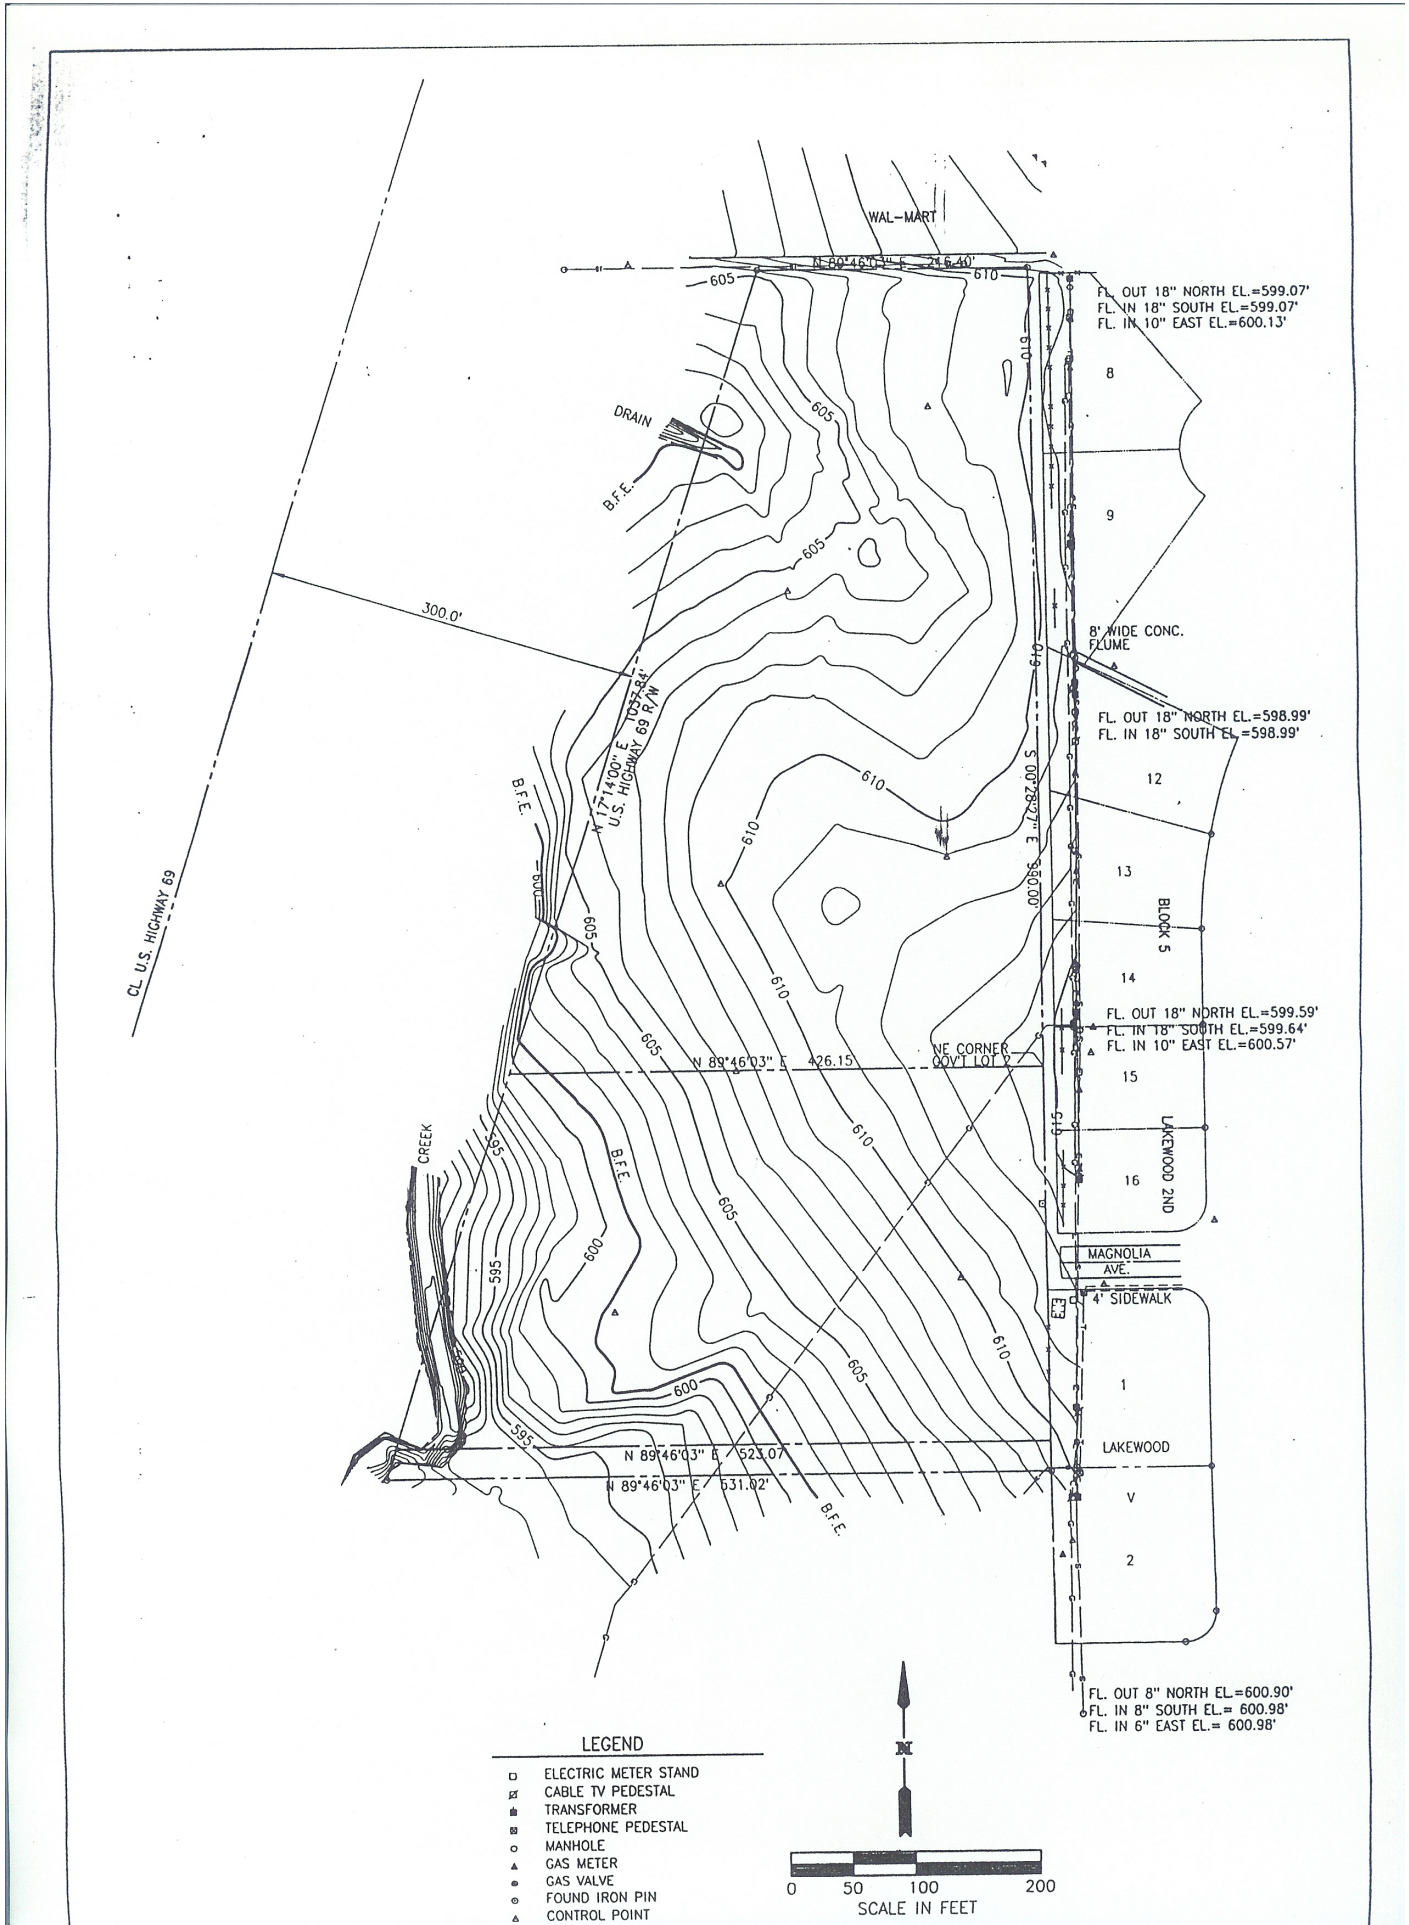 WAL-MART
N 89°46'03" E 216.40'
605
610
FL. OUT 18" NORTH EL.=599.07'
FL. IN 18" SOUTH EL.=599.07'
FL. IN 10" EAST EL.=600.13'
610
8
605
DRAIN
B.F.E.
9
605
300.0'
8' WIDE CONC.
FLUME
610
N 17°14'00" E 1037.84'
U.S. HIGHWAY 69 R/W
FL. OUT 18" NORTH EL.=598.99'
FL. IN 18" SOUTH EL.=598.99'
B.F.E.
610
12
S 00°28'27" E 990.00'
610
13
600
CL U.S. HIGHWAY 69
605
BLOCK 5
14
610
FL. OUT 18" NORTH EL.=599.59'
FL. IN 18" SOUTH EL.=599.64'
FL. IN 10" EAST EL.=600.57'
605
NE CORNER
GOV'T LOT 2
N 89°46'03" E 426.15
15
CREEK
595
610
615
LAKEWOOD 2ND
B.F.E.
16
605
600
MAGNOLIA
AVE.
595
4' SIDEWALK
610
605
600
1
595
LAKEWOOD
N 89°46'03" E 523.07
N 89°46'03" E 531.02'
V
B.F.E.
2
FL. OUT 8" NORTH EL.=600.90'
FL. IN 8" SOUTH EL.= 600.98'
FL. IN 6" EAST EL.= 600.98'
LEGEND
ELECTRIC METER STAND
CABLE TV PEDESTAL
TRANSFORMER
TELEPHONE PEDESTAL
MANHOLE
GAS METER
GAS VALVE
FOUND IRON PIN
CONTROL POINT
N
0 50 100 200
SCALE IN FEET